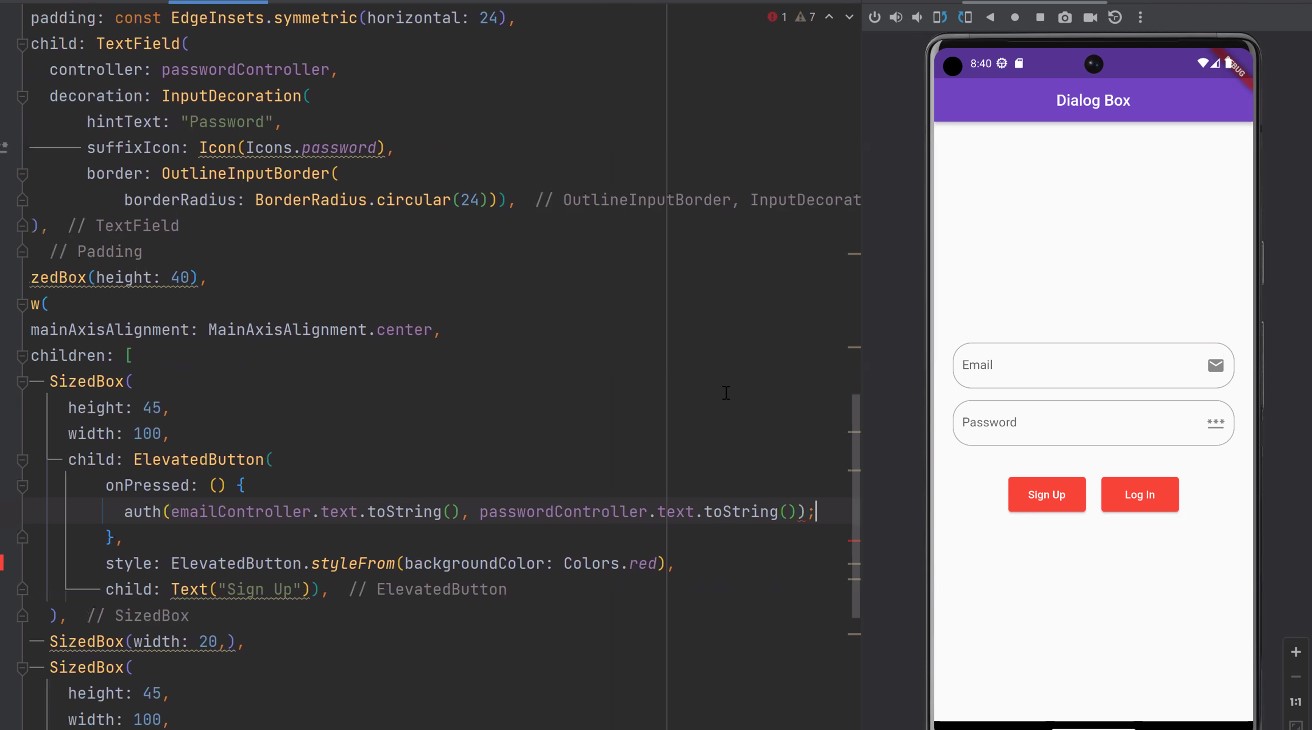 padding: const EdgeInsets.symmetric(horizontal: 24),
child: TextField(
controller: passwordController,
decoration: InputDecoration(
hintText: "Password",
suffixIcon: Icon(Icons.password),
border: OutlineInputBorder(
borderRadius: BorderRadius.circular(24))),  // OutlineInputBorder, InputDecorat
),  // TextField
// Padding
zedBox(height: 40),
w(
mainAxisAlignment: MainAxisAlignment.center,
children: [
SizedBox(
height: 45,
width: 100,
child: ElevatedButton(
onPressed: () {
auth(emailController.text.toString(), passwordController.text.toString());
},
style: ElevatedButton.styleFrom(backgroundColor: Colors.red),
child: Text("Sign Up")),  // ElevatedButton
),  // SizedBox
SizedBox(width: 20,),
SizedBox(
height: 45,
width: 100,
1 7
8:40
DEBUG
Dialog Box
Email
Password
Sign Up
Log In
1:1